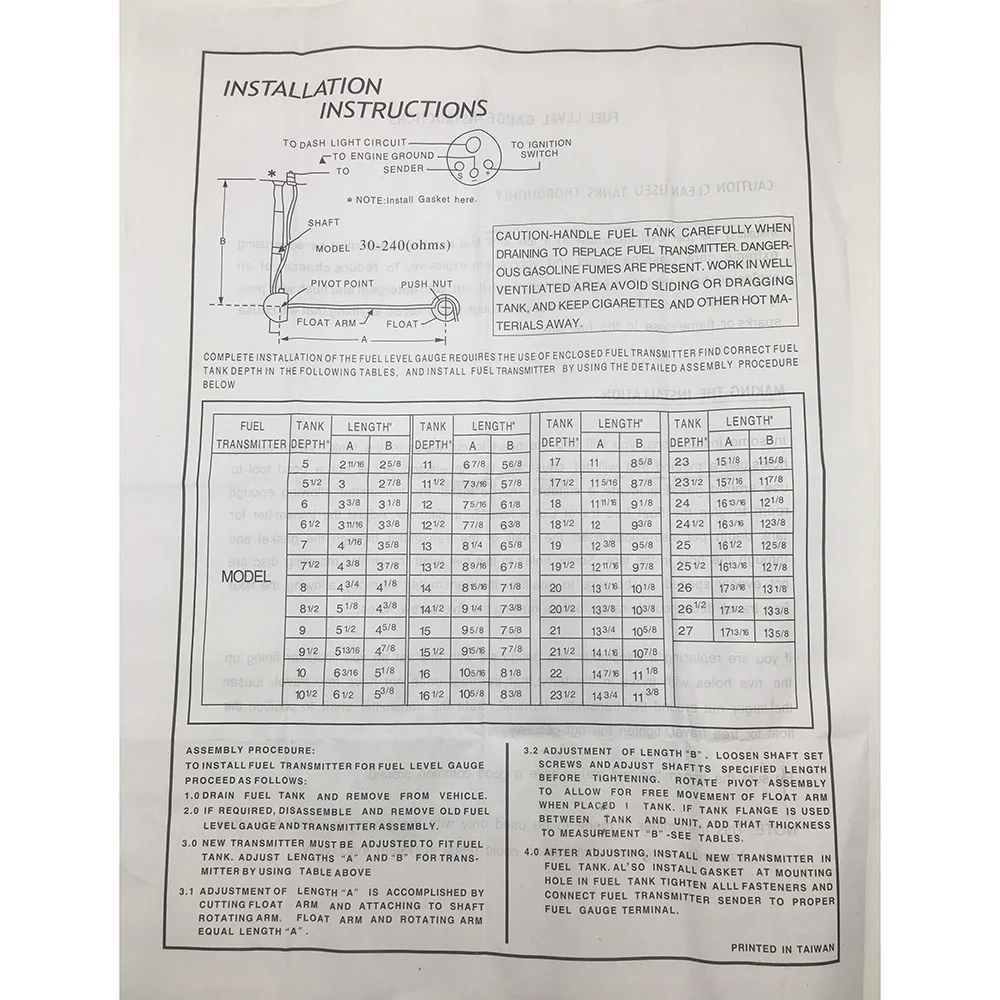 INSTALLATION
INSTRUCTIONS
TO DASH LIGHT CIRCUIT
TO ENGINE GROUND
TO SENDER
TO IGNITION
SWITCH
S - +
*
* NOTE:Install Gasket here.
SHAFT
B
MODEL 30-240(ohms)
PIVOT POINT
PUSH NUT
FLOAT ARM
FLOAT
A
CAUTION-HANDLE FUEL TANK CAREFULLY WHEN
DRAINING TO REPLACE FUEL TRANSMITTER. DANGER-
OUS GASOLINE FUMES ARE PRESENT. WORK IN WELL
VENTILATED AREA AVOID SLIDING OR DRAGGING
TANK, AND KEEP CIGARETTES AND OTHER HOT MA-
TERIALS AWAY.
COMPLETE INSTALLATION OF THE FUEL LEVEL GAUGE REQUIRES THE USE OF ENCLOSED FUEL TRANSMITTER FIND CORRECT FUEL
TANK DEPTH IN THE FOLLOWING TABLES, AND INSTALL FUEL TRANSMITTER BY USING THE DETAILED ASSEMBLY PROCEDURE
BELOW
FUEL TANK LENGTH" TANK LENGTH" TANK LENGTH" TANK LENGTH"
TRANSMITTER DEPTH" A B DEPTH" A B DEPTH" A B DEPTH" A B
5 2 11/16 2 5/8 11 6 7/8 5 6/8 17 11 8 5/8 23 15 1/8 11 5/8
5 1/2 3 2 7/8 11 1/2 7 3/16 5 7/8 17 1/2 11 5/16 8 7/8 23 1/2 15 7/16 11 7/8
6 3 3/8 3 1/8 12 7 5/16 6 1/8 18 11 11/16 9 1/8 24 16 13/16 12 1/8
6 1/2 3 11/16 3 3/8 12 1/2 7 7/8 6 3/8 18 1/2 12 9 3/8 24 1/2 16 3/16 12 3/8
7 4 1/16 3 5/8 13 8 1/4 6 5/8 19 12 3/8 9 5/8 25 16 1/2 12 5/8
7 1/2 4 3/8 3 7/8 13 1/2 8 9/16 6 7/8 19 1/2 12 11/16 9 7/8 25 1/2 16 13/16 12 7/8
MODEL 8 4 3/4 4 1/8 14 8 15/16 7 1/8 20 13 1/16 10 1/8 26 17 3/16 13 1/8
8 1/2 5 1/8 4 3/8 14 1/2 9 1/4 7 3/8 20 1/2 13 3/8 10 3/8 26 1/2 17 1/2 13 3/8
9 5 1/2 4 5/8 15 9 5/8 7 5/8 21 13 3/4 10 5/8 27 17 13/16 13 5/8
9 1/2 5 13/16 4 7/8 15 1/2 9 15/16 7 7/8 21 1/2 14 1/16 10 7/8
10 6 3/16 5 1/8 16 10 5/16 8 1/8 22 14 7/16 11 1/8
10 1/2 6 1/2 5 3/8 16 1/2 10 5/8 8 3/8 23 1/2 14 3/4 11 3/8
ASSEMBLY PROCEDURE:
TO INSTALL FUEL TRANSMITTER FOR FUEL LEVEL GAUGE
PROCEED AS FOLLOWS:
1.0 DRAIN FUEL TANK AND REMOVE FROM VEHICLE.
2.0 IF REQUIRED, DISASSEMBLE AND REMOVE OLD FUEL
LEVEL GAUGE AND TRANSMITTER ASSEMBLY.
3.0 NEW TRANSMITTER MUST BE ADJUSTED TO FIT FUEL
TANK. ADJUST LENGTHS "A" AND "B" FOR TRANS-
MITTER BY USING TABLE ABOVE
3.1 ADJUSTMENT OF LENGTH "A" IS ACCOMPLISHED BY
CUTTING FLOAT ARM AND ATTACHING TO SHAFT
ROTATING ARM. FLOAT ARM AND ROTATING ARM
EQUAL LENGTH "A".
3.2 ADJUSTMENT OF LENGTH "B". LOOSEN SHAFT SET
SCREWS AND ADJUST SHAFTTS SPECIFIED LENGTH
BEFORE TIGHTENING. ROTATE PIVOT ASSEMBLY
TO ALLOW FOR FREE MOVEMENT OF FLOAT ARM
WHEN PLACED I TANK. IF TANK FLANGE IS USED
BETWEEN TANK AND UNIT, ADD THAT THICKNESS
TO MEASUREMENT "B" -SEE TABLES.
4.0 AFTER ADJUSTING, INSTALL NEW TRANSMITTER IN
FUEL TANK. AL'SO INSTALL GASKET AT MOUNTING
HOLE IN FUEL TANK TIGHTEN ALLL FASTENERS AND
CONNECT FUEL TRANSMITTER SENDER TO PROPER
FUEL GAUGE TERMINAL.
PRINTED IN TAIWAN